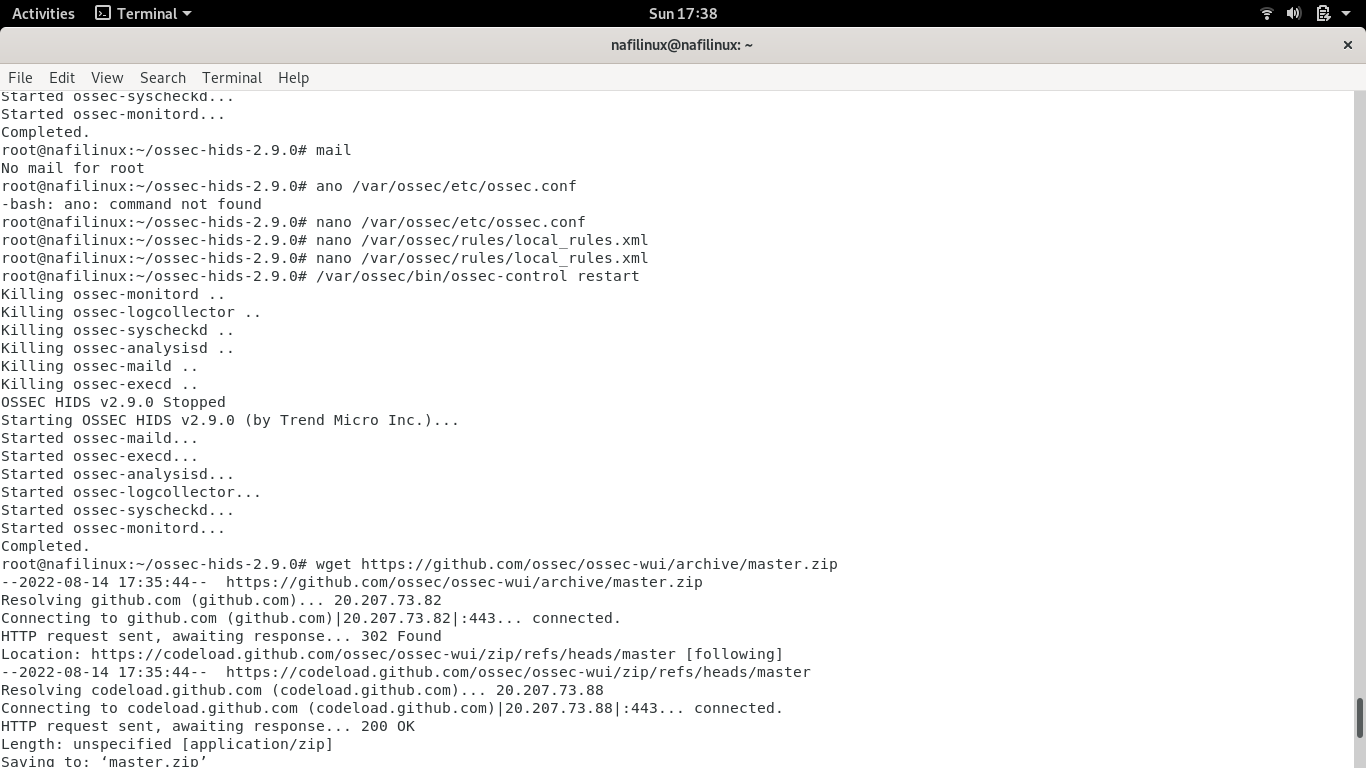 Activities Terminal Sun 17:38
nafilinux@nafilinux: ~ ×
File Edit View Search Terminal Help
Started ossec-syscheckd...
Started ossec-monitord...
Completed.
root@nafilinux:~/ossec-hids-2.9.0# mail
No mail for root
root@nafilinux:~/ossec-hids-2.9.0# ano /var/ossec/etc/ossec.conf
-bash: ano: command not found
root@nafilinux:~/ossec-hids-2.9.0# nano /var/ossec/etc/ossec.conf
root@nafilinux:~/ossec-hids-2.9.0# nano /var/ossec/rules/local_rules.xml
root@nafilinux:~/ossec-hids-2.9.0# nano /var/ossec/rules/local_rules.xml
root@nafilinux:~/ossec-hids-2.9.0# /var/ossec/bin/ossec-control restart
Killing ossec-monitord ..
Killing ossec-logcollector ..
Killing ossec-syscheckd ..
Killing ossec-analysisd ..
Killing ossec-maild ..
Killing ossec-execd ..
OSSEC HIDS v2.9.0 Stopped
Starting OSSEC HIDS v2.9.0 (by Trend Micro Inc.)...
Started ossec-maild...
Started ossec-execd...
Started ossec-analysisd...
Started ossec-logcollector...
Started ossec-syscheckd...
Started ossec-monitord...
Completed.
root@nafilinux:~/ossec-hids-2.9.0# wget https://github.com/ossec/ossec-wui/archive/master.zip
--2022-08-14 17:35:44--  https://github.com/ossec/ossec-wui/archive/master.zip
Resolving github.com (github.com)... 20.207.73.82
Connecting to github.com (github.com)|20.207.73.82|:443... connected.
HTTP request sent, awaiting response... 302 Found
Location: https://codeload.github.com/ossec/ossec-wui/zip/refs/heads/master [following]
--2022-08-14 17:35:44--  https://codeload.github.com/ossec/ossec-wui/zip/refs/heads/master
Resolving codeload.github.com (codeload.github.com)... 20.207.73.88
Connecting to codeload.github.com (codeload.github.com)|20.207.73.88|:443... connected.
HTTP request sent, awaiting response... 200 OK
Length: unspecified [application/zip]
Saving to: ‘master.zip’